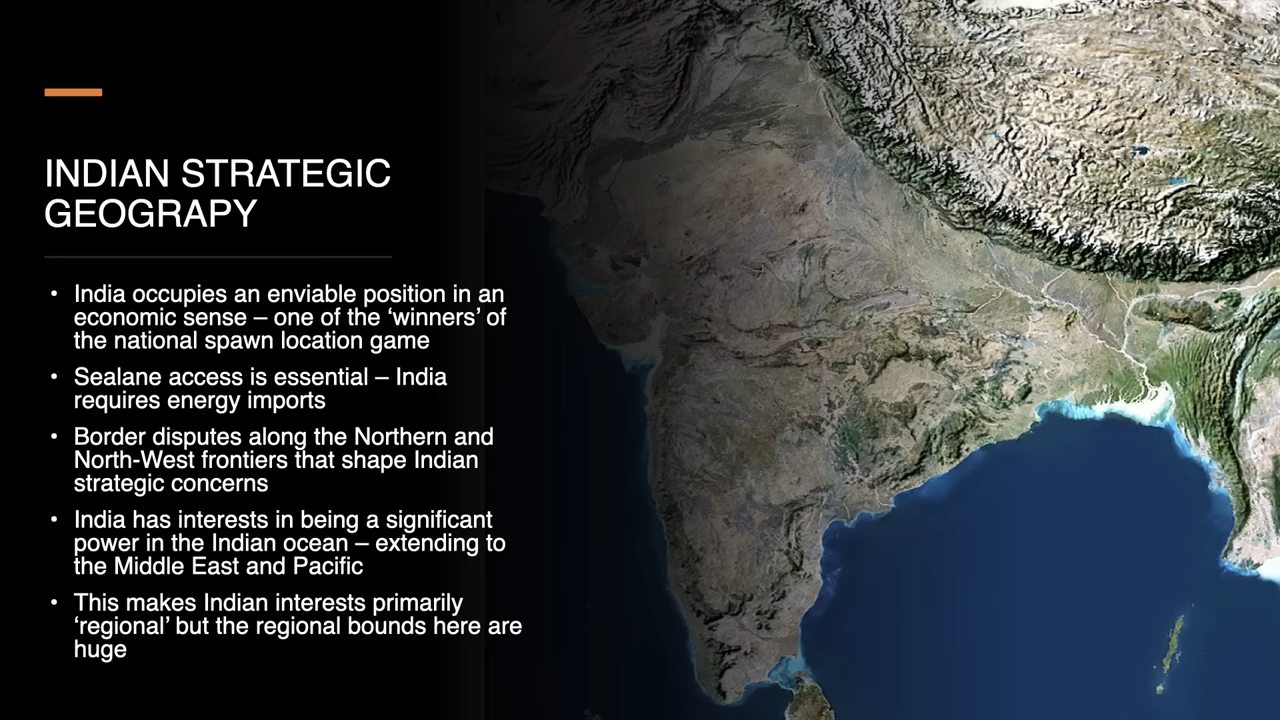 INDIAN STRATEGIC
GEOGRAPY
• India occupies an enviable position in an
economic sense – one of the ‘winners’ of
the national spawn location game
• Sealane access is essential – India
requires energy imports
• Border disputes along the Northern and
North-West frontiers that shape Indian
strategic concerns
• India has interests in being a significant
power in the Indian ocean – extending to
the Middle East and Pacific
• This makes Indian interests primarily
‘regional’ but the regional bounds here are
huge